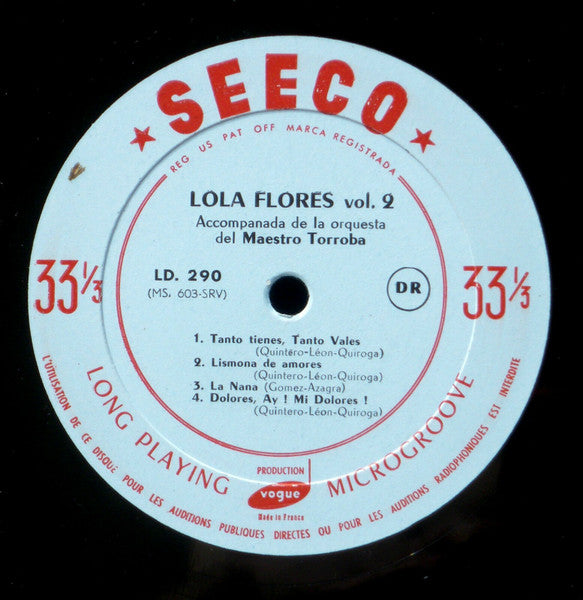 ★ SEECO ★
REG US PAT OFF MARCA REGISTRADA
LOLA FLORES vol. 2
Accompanada de la orquesta
del Maestro Torroba
LD. 290
(MS. 603-SRV)
DR
33⅓
33⅓
1. Tanto tienes, Tanto Vales
(Quintero-Léon-Quiroga)
2. Lismona de amores
(Quintero-Léon-Quiroga)
3. La Nana (Gomez-Azagra)
4. Dolores, Ay ! Mi Dolores !
(Quintero-Léon-Quiroga)
LONG PLAYING
MICROGROOVE
PRODUCTION
vogue
Made in France
L'UTILISATION DE CE DISQUE POUR LES AUDITIONS PUBLIQUES DIRECTES OU POUR LES AUDITIONS RADIOPHONIQUES EST INTERDITE